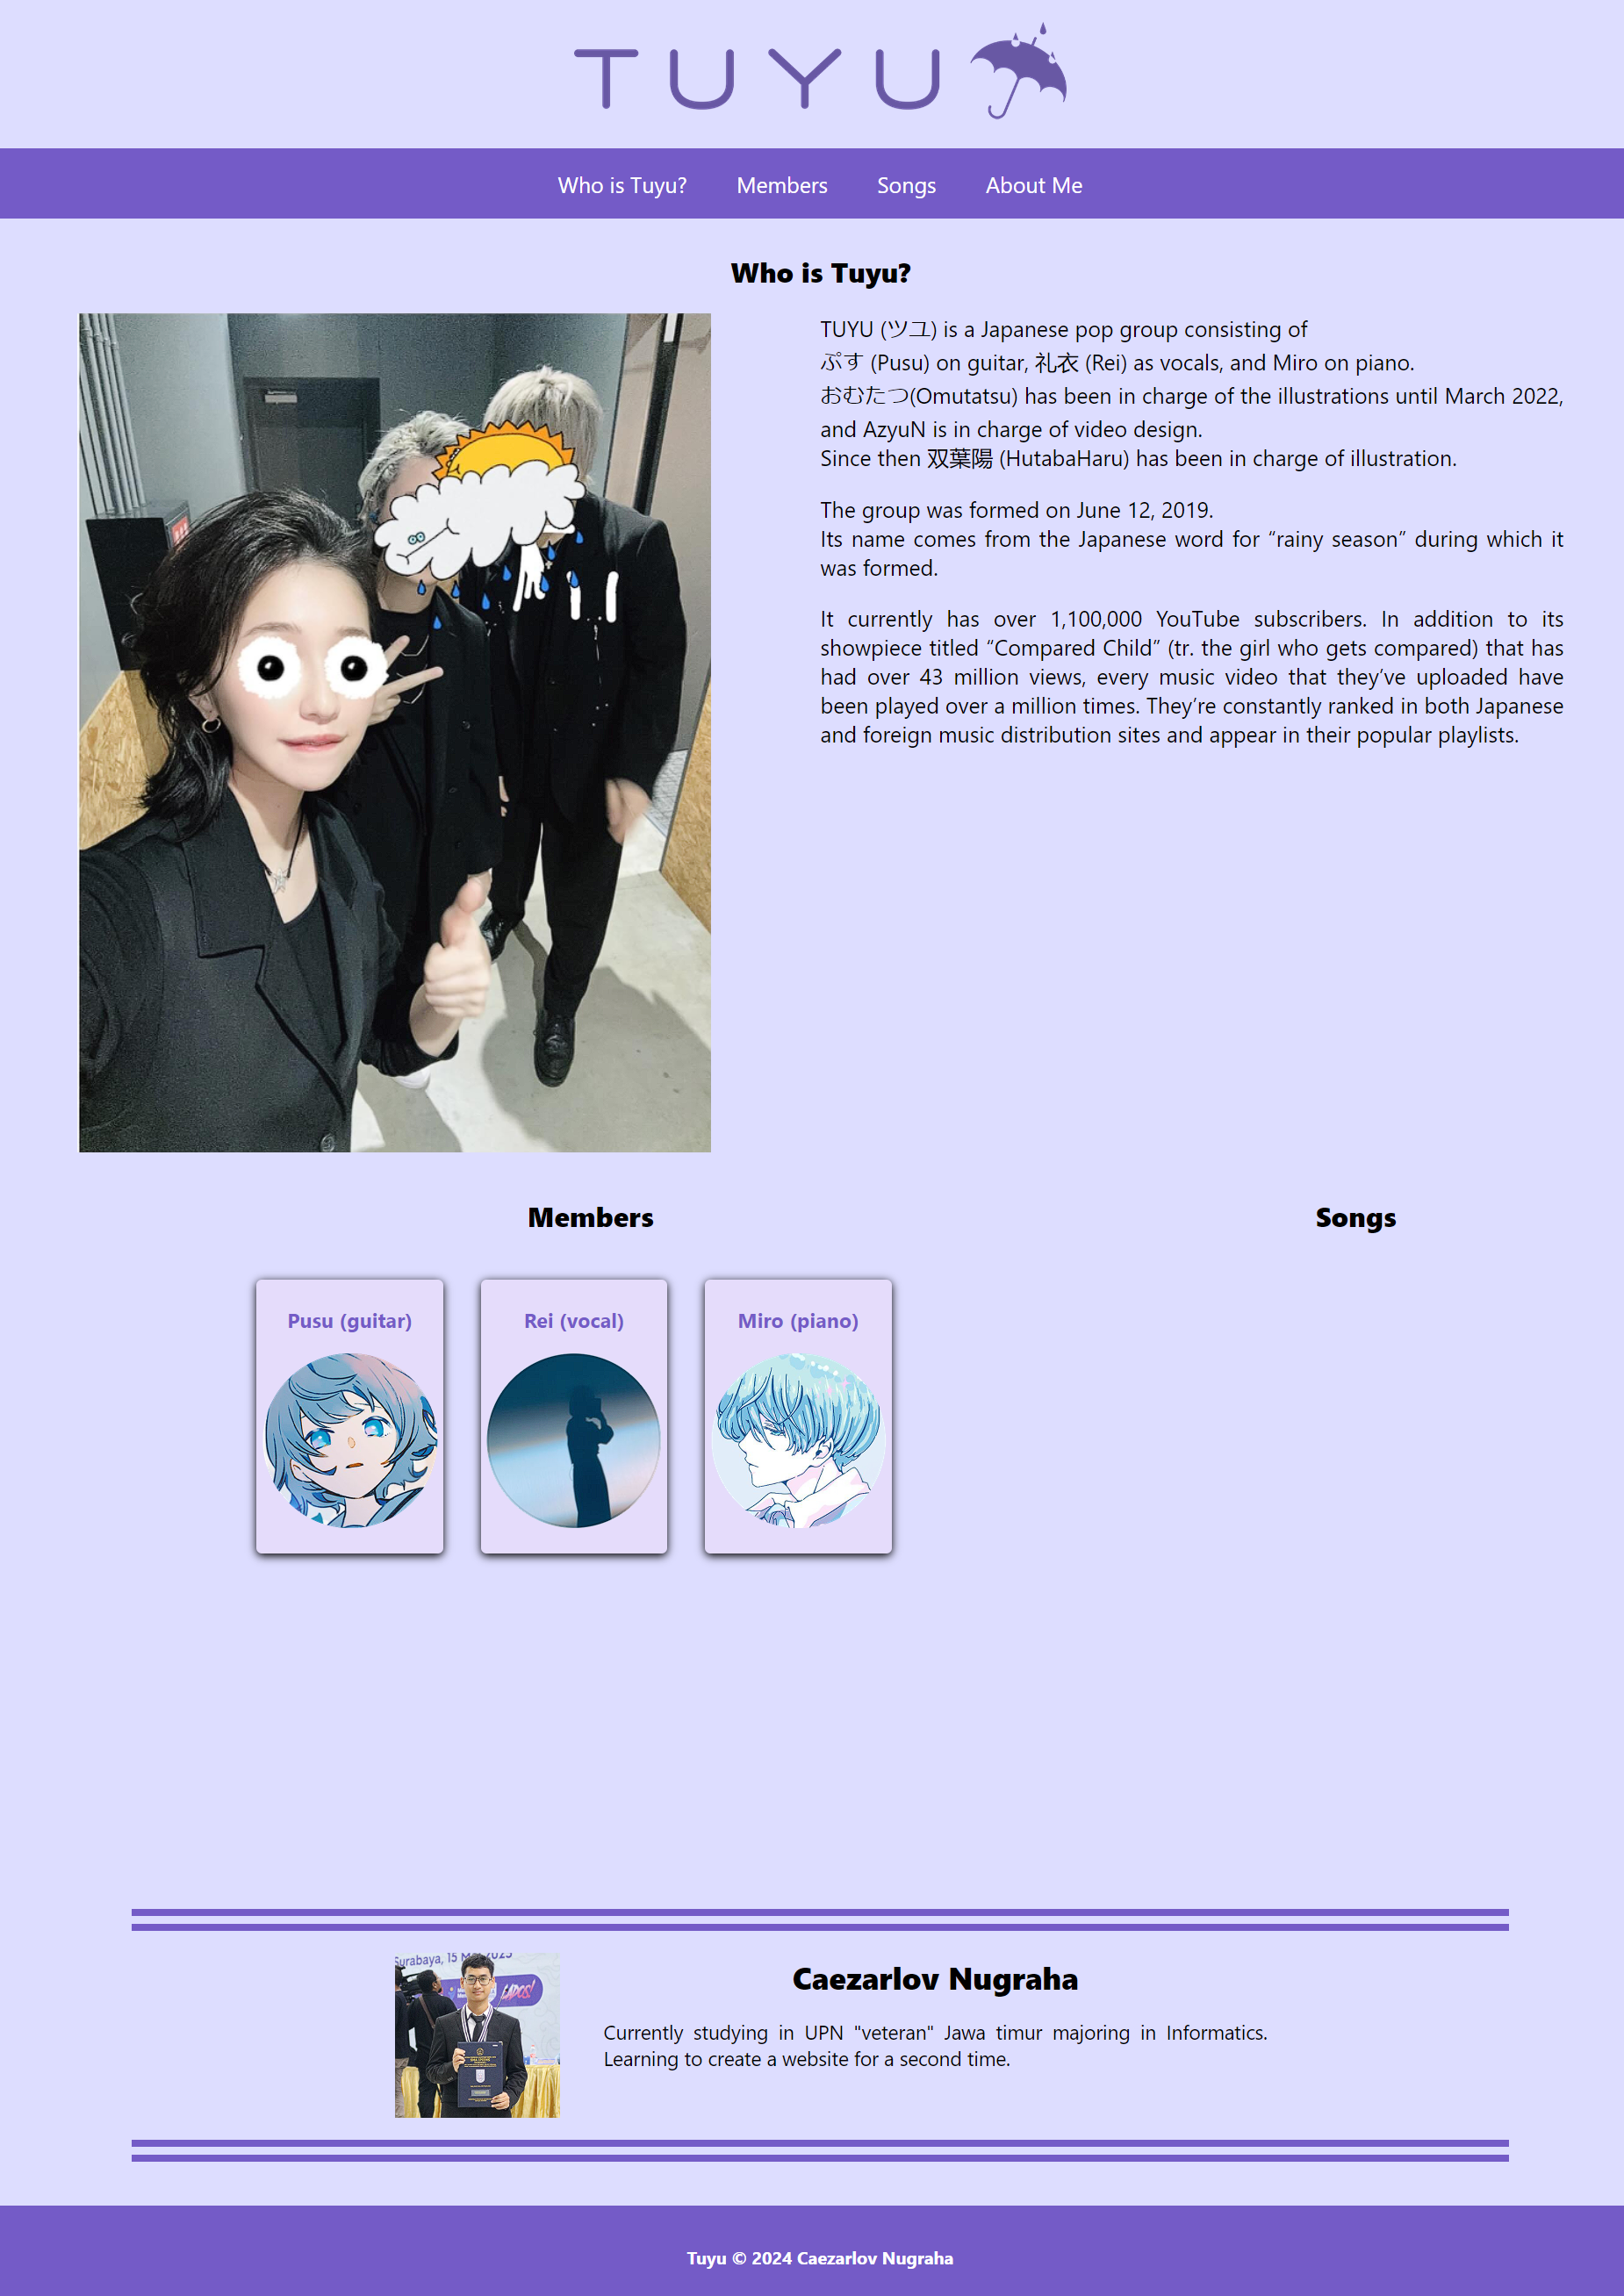 TUYU
Who is Tuyu? Members Songs About Me
Who is Tuyu?
TUYU (ツユ) is a Japanese pop group consisting of
ぷす (Pusu) on guitar, 礼衣 (Rei) as vocals, and Miro on piano.
おむたつ(Omutatsu) has been in charge of the illustrations until March 2022,
and AzyuN is in charge of video design.
Since then 双葉陽 (HutabaHaru) has been in charge of illustration.
The group was formed on June 12, 2019.
Its name comes from the Japanese word for “rainy season” during which it
was formed.
It currently has over 1,100,000 YouTube subscribers. In addition to its
showpiece titled “Compared Child” (tr. the girl who gets compared) that has
had over 43 million views, every music video that they’ve uploaded have
been played over a million times. They’re constantly ranked in both Japanese
and foreign music distribution sites and appear in their popular playlists.
Members
Pusu (guitar)
Rei (vocal)
Miro (piano)
Songs
Surabaya, 15
Caezarlov Nugraha
Currently studying in UPN "veteran" Jawa timur majoring in Informatics.
Learning to create a website for a second time.
Tuyu © 2024 Caezarlov Nugraha